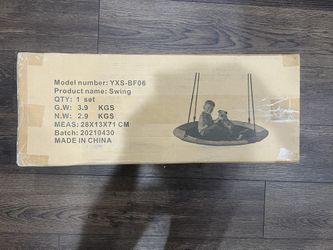 Model number: YXS-BF06
Product name: Swing
QTY: 1 set
G.W: 3.9 KGS
N.W: 2.9 KGS
MEAS: 28X13X71 CM
Batch: 20210430
MADE IN CHINA